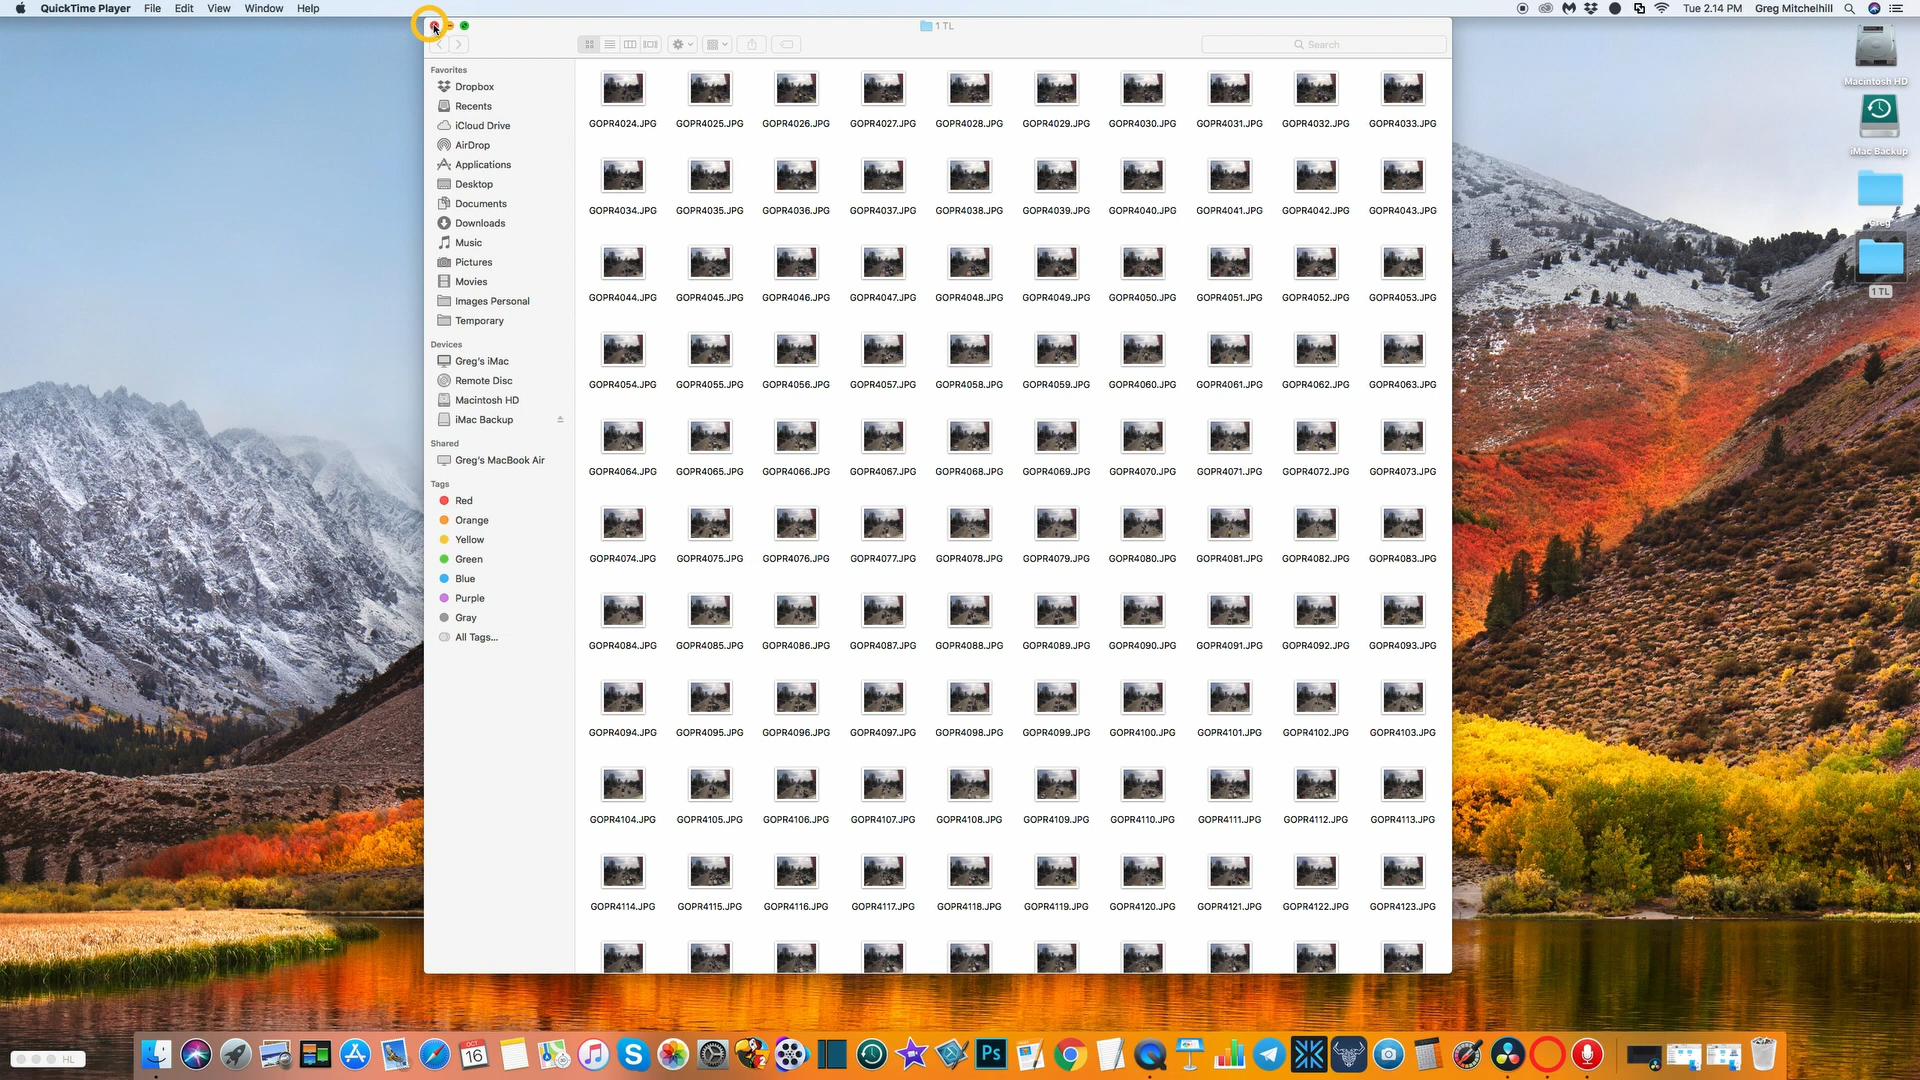 QuickTime Player File Edit View Window Help
Tue 2.14 PM Greg Mitchelhill
1 TL
Search
Favorites
Dropbox
Recents
iCloud Drive
AirDrop
Applications
Desktop
Documents
Downloads
Music
Pictures
Movies
Images Personal
Temporary
Devices
Greg's iMac
Remote Disc
Macintosh HD
iMac Backup
Shared
Greg's MacBook Air
Tags
Red
Orange
Yellow
Green
Blue
Purple
Gray
All Tags...
GOPR4024.JPG GOPR4025.JPG GOPR4026.JPG GOPR4027.JPG GOPR4028.JPG GOPR4029.JPG GOPR4030.JPG GOPR4031.JPG GOPR4032.JPG GOPR4033.JPG
GOPR4034.JPG GOPR4035.JPG GOPR4036.JPG GOPR4037.JPG GOPR4038.JPG GOPR4039.JPG GOPR4040.JPG GOPR4041.JPG GOPR4042.JPG GOPR4043.JPG
GOPR4044.JPG GOPR4045.JPG GOPR4046.JPG GOPR4047.JPG GOPR4048.JPG GOPR4049.JPG GOPR4050.JPG GOPR4051.JPG GOPR4052.JPG GOPR4053.JPG
GOPR4054.JPG GOPR4055.JPG GOPR4056.JPG GOPR4057.JPG GOPR4058.JPG GOPR4059.JPG GOPR4060.JPG GOPR4061.JPG GOPR4062.JPG GOPR4063.JPG
GOPR4064.JPG GOPR4065.JPG GOPR4066.JPG GOPR4067.JPG GOPR4068.JPG GOPR4069.JPG GOPR4070.JPG GOPR4071.JPG GOPR4072.JPG GOPR4073.JPG
GOPR4074.JPG GOPR4075.JPG GOPR4076.JPG GOPR4077.JPG GOPR4078.JPG GOPR4079.JPG GOPR4080.JPG GOPR4081.JPG GOPR4082.JPG GOPR4083.JPG
GOPR4084.JPG GOPR4085.JPG GOPR4086.JPG GOPR4087.JPG GOPR4088.JPG GOPR4089.JPG GOPR4090.JPG GOPR4091.JPG GOPR4092.JPG GOPR4093.JPG
GOPR4094.JPG GOPR4095.JPG GOPR4096.JPG GOPR4097.JPG GOPR4098.JPG GOPR4099.JPG GOPR4100.JPG GOPR4101.JPG GOPR4102.JPG GOPR4103.JPG
GOPR4104.JPG GOPR4105.JPG GOPR4106.JPG GOPR4107.JPG GOPR4108.JPG GOPR4109.JPG GOPR4110.JPG GOPR4111.JPG GOPR4112.JPG GOPR4113.JPG
GOPR4114.JPG GOPR4115.JPG GOPR4116.JPG GOPR4117.JPG GOPR4118.JPG GOPR4119.JPG GOPR4120.JPG GOPR4121.JPG GOPR4122.JPG GOPR4123.JPG
Macintosh HD
iMac Backup
Greg
1 TL
HL
OCT
16
S
2
Ps